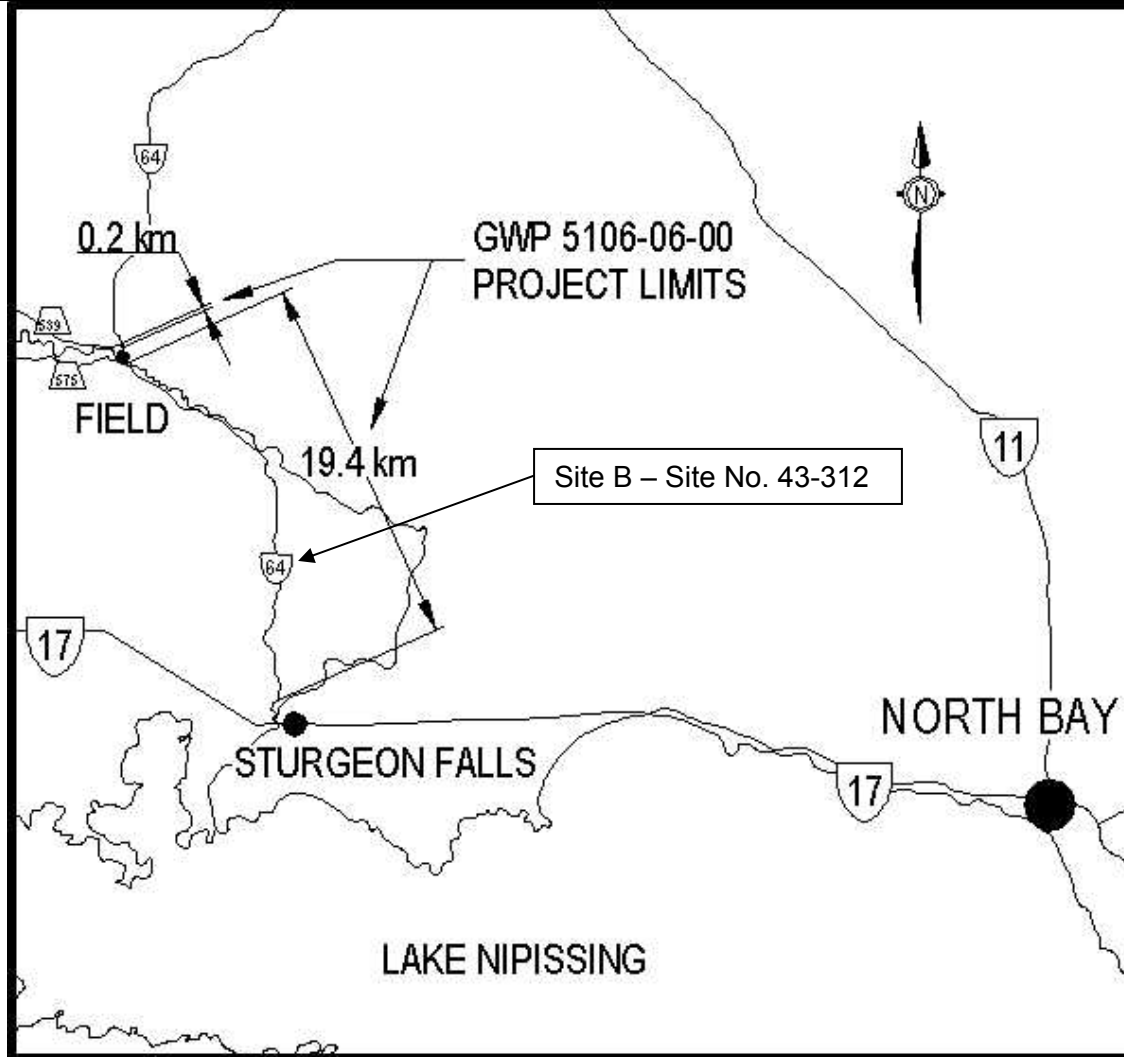 64
0.2 km
N
GWP 5106-06-00
PROJECT LIMITS
539
575
FIELD
19.4 km
Site B – Site No. 43-312
11
64
17
NORTH BAY
STURGEON FALLS
17
LAKE NIPISSING